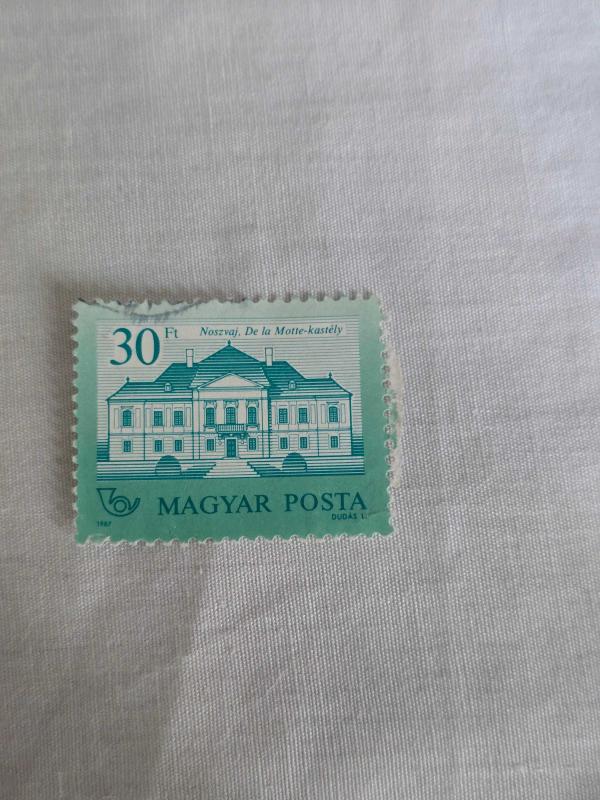 30 Ft
Noszvaj, De la Motte-kastély
MAGYAR POSTA
1987
DUDÁS L.